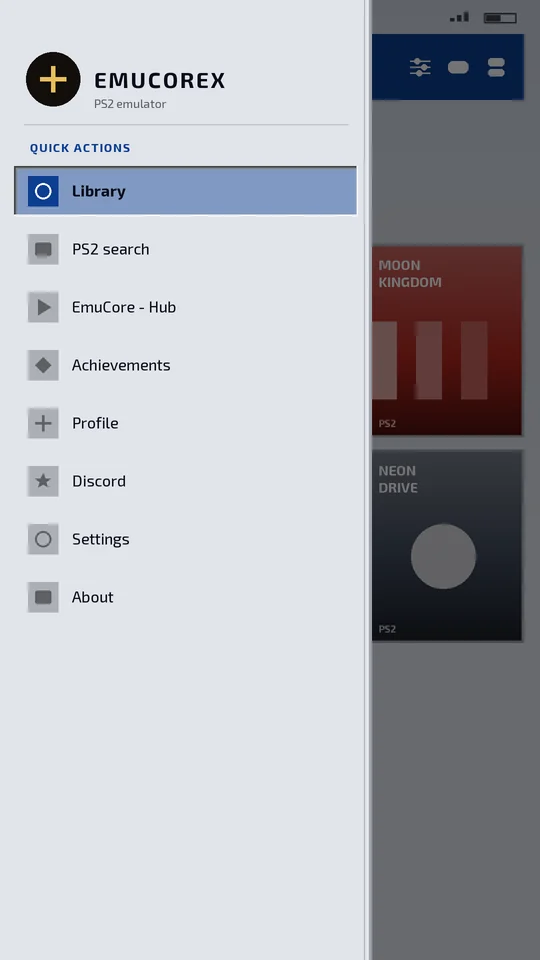 EMUCOREX
PS2 emulator
QUICK ACTIONS
Library
PS2 search
EmuCore - Hub
Achievements
Profile
Discord
Settings
About
MOON
KINGDOM
PS2
NEON
DRIVE
PS2